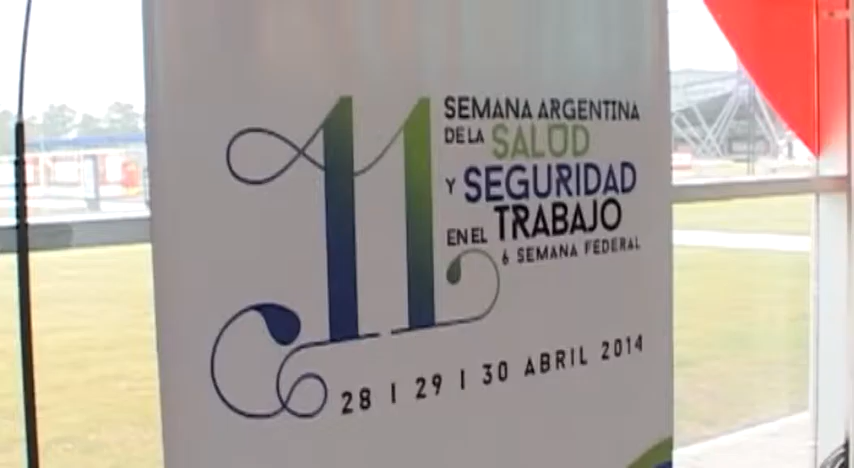 11
SEMANA ARGENTINA
DE LA SALUD
Y SEGURIDAD
EN EL TRABAJO
6 SEMANA FEDERAL
28 | 29 | 30 ABRIL 2014